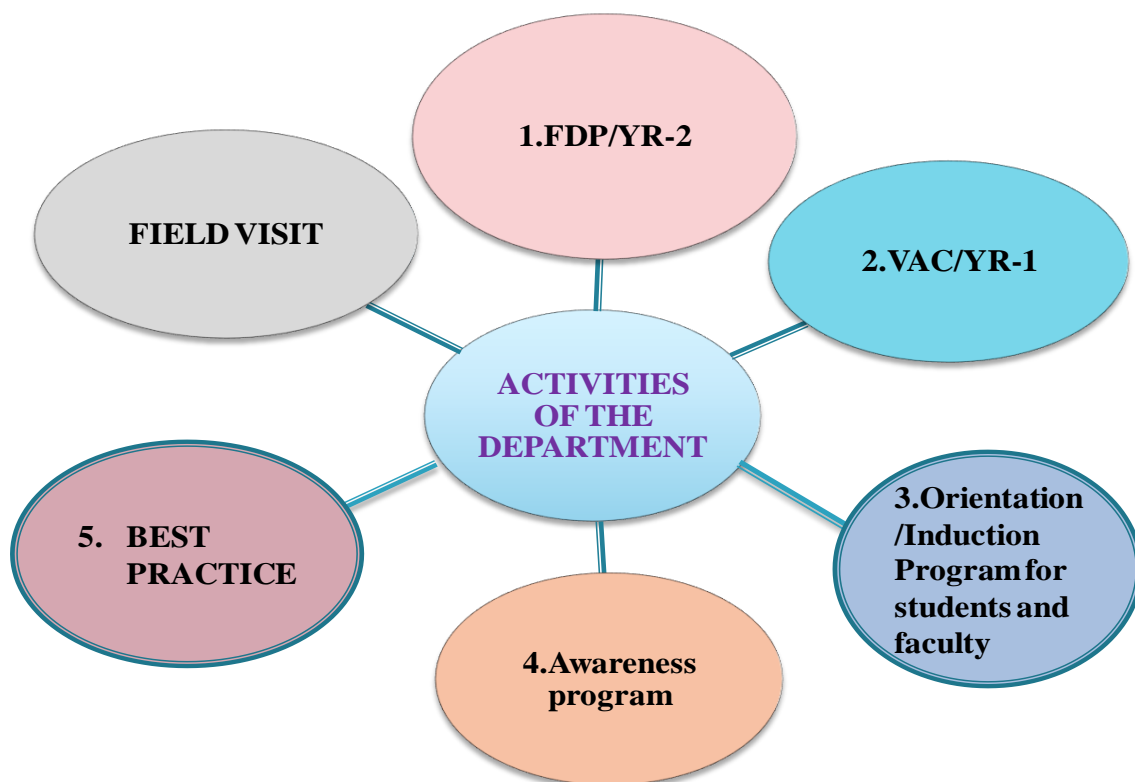 1.FDP/YR-2
FIELD VISIT
2.VAC/YR-1
ACTIVITIES
OF THE
DEPARTMENT
5. BEST
PRACTICE
3.Orientation
/Induction
Program for
students and
faculty
4.Awareness
program